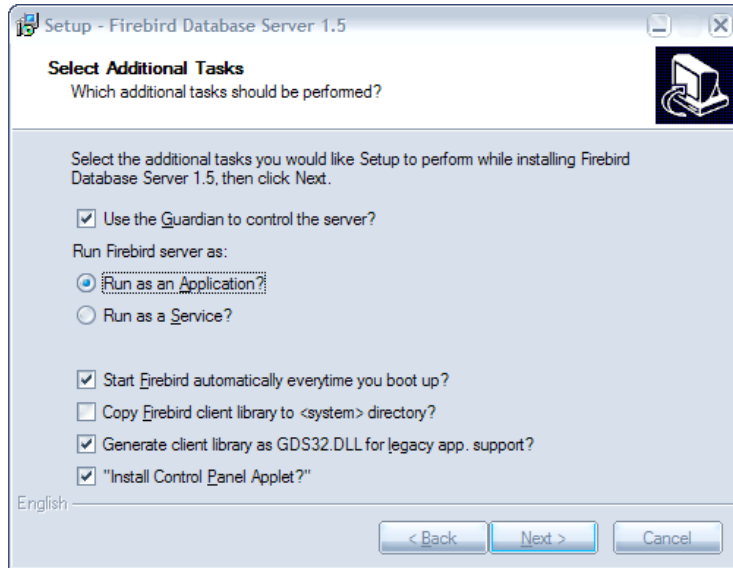 Setup - Firebird Database Server 1.5
Select Additional Tasks
Which additional tasks should be performed?
Select the additional tasks you would like Setup to perform while installing Firebird
Database Server 1.5, then click Next.
Use the Guardian to control the server?
Run Firebird server as:
Run as an Application?
Run as a Service?
Start Firebird automatically everytime you boot up?
Copy Firebird client library to <system> directory?
Generate client library as GDS32.DLL for legacy app. support?
"Install Control Panel Applet?"
English
< Back Next > Cancel